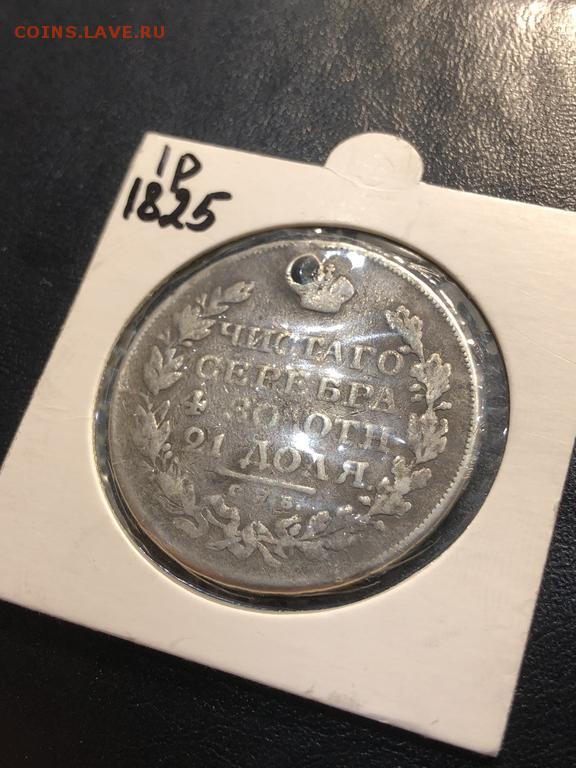 COINS.LAVE.RU
1р
1825
ЧИСТАГО
СЕРЕБРА
4 ЗОЛОТН.
21 ДОЛЯ.
С.П.Б.